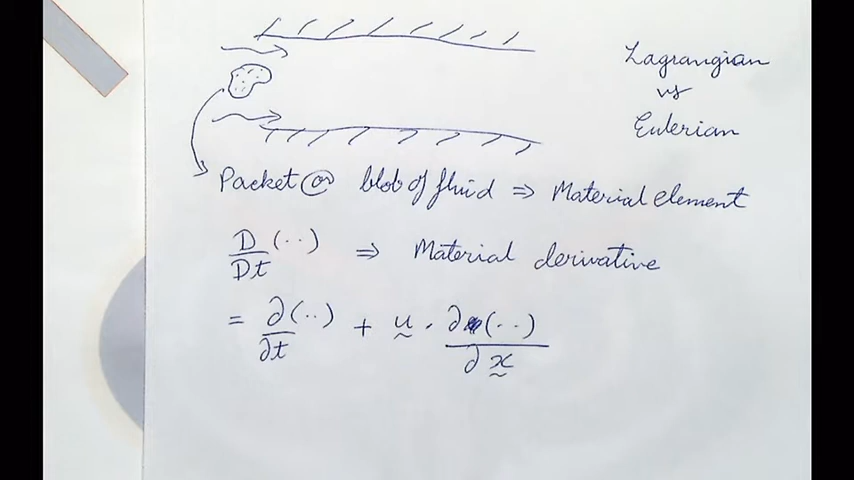 Lagrangian
vs
Eulerian
Packet or blob of fluid ⇒ Material element
D(..)/Dt ⇒ Material derivative
= ∂(..)/∂t + ṵ . ∂(..)/∂x̰